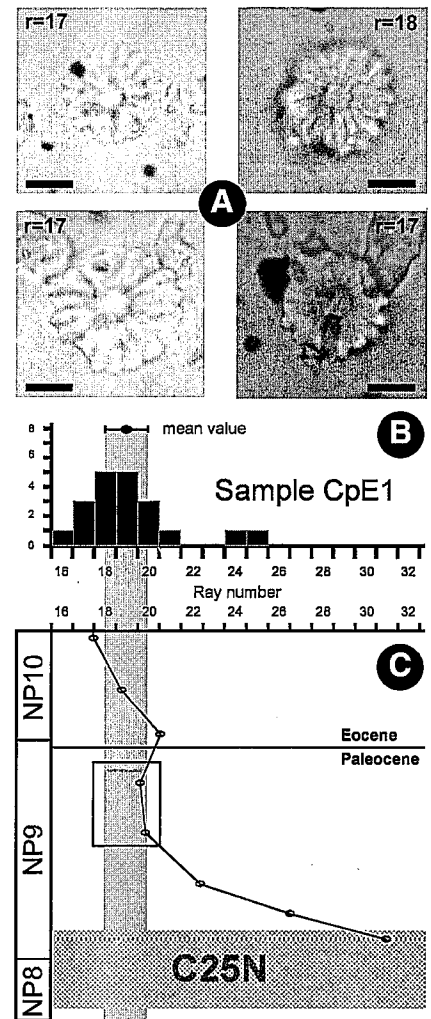 r=17
r=18
A
r=17
r=17
B
mean value
8
6
4
2
0
Sample CpE1
16 18 20 22 24 26 28 30 32
Ray number
16 18 20 22 24 26 28 30 32
C
NP10
Eocene
Paleocene
NP9
C25N
NP8